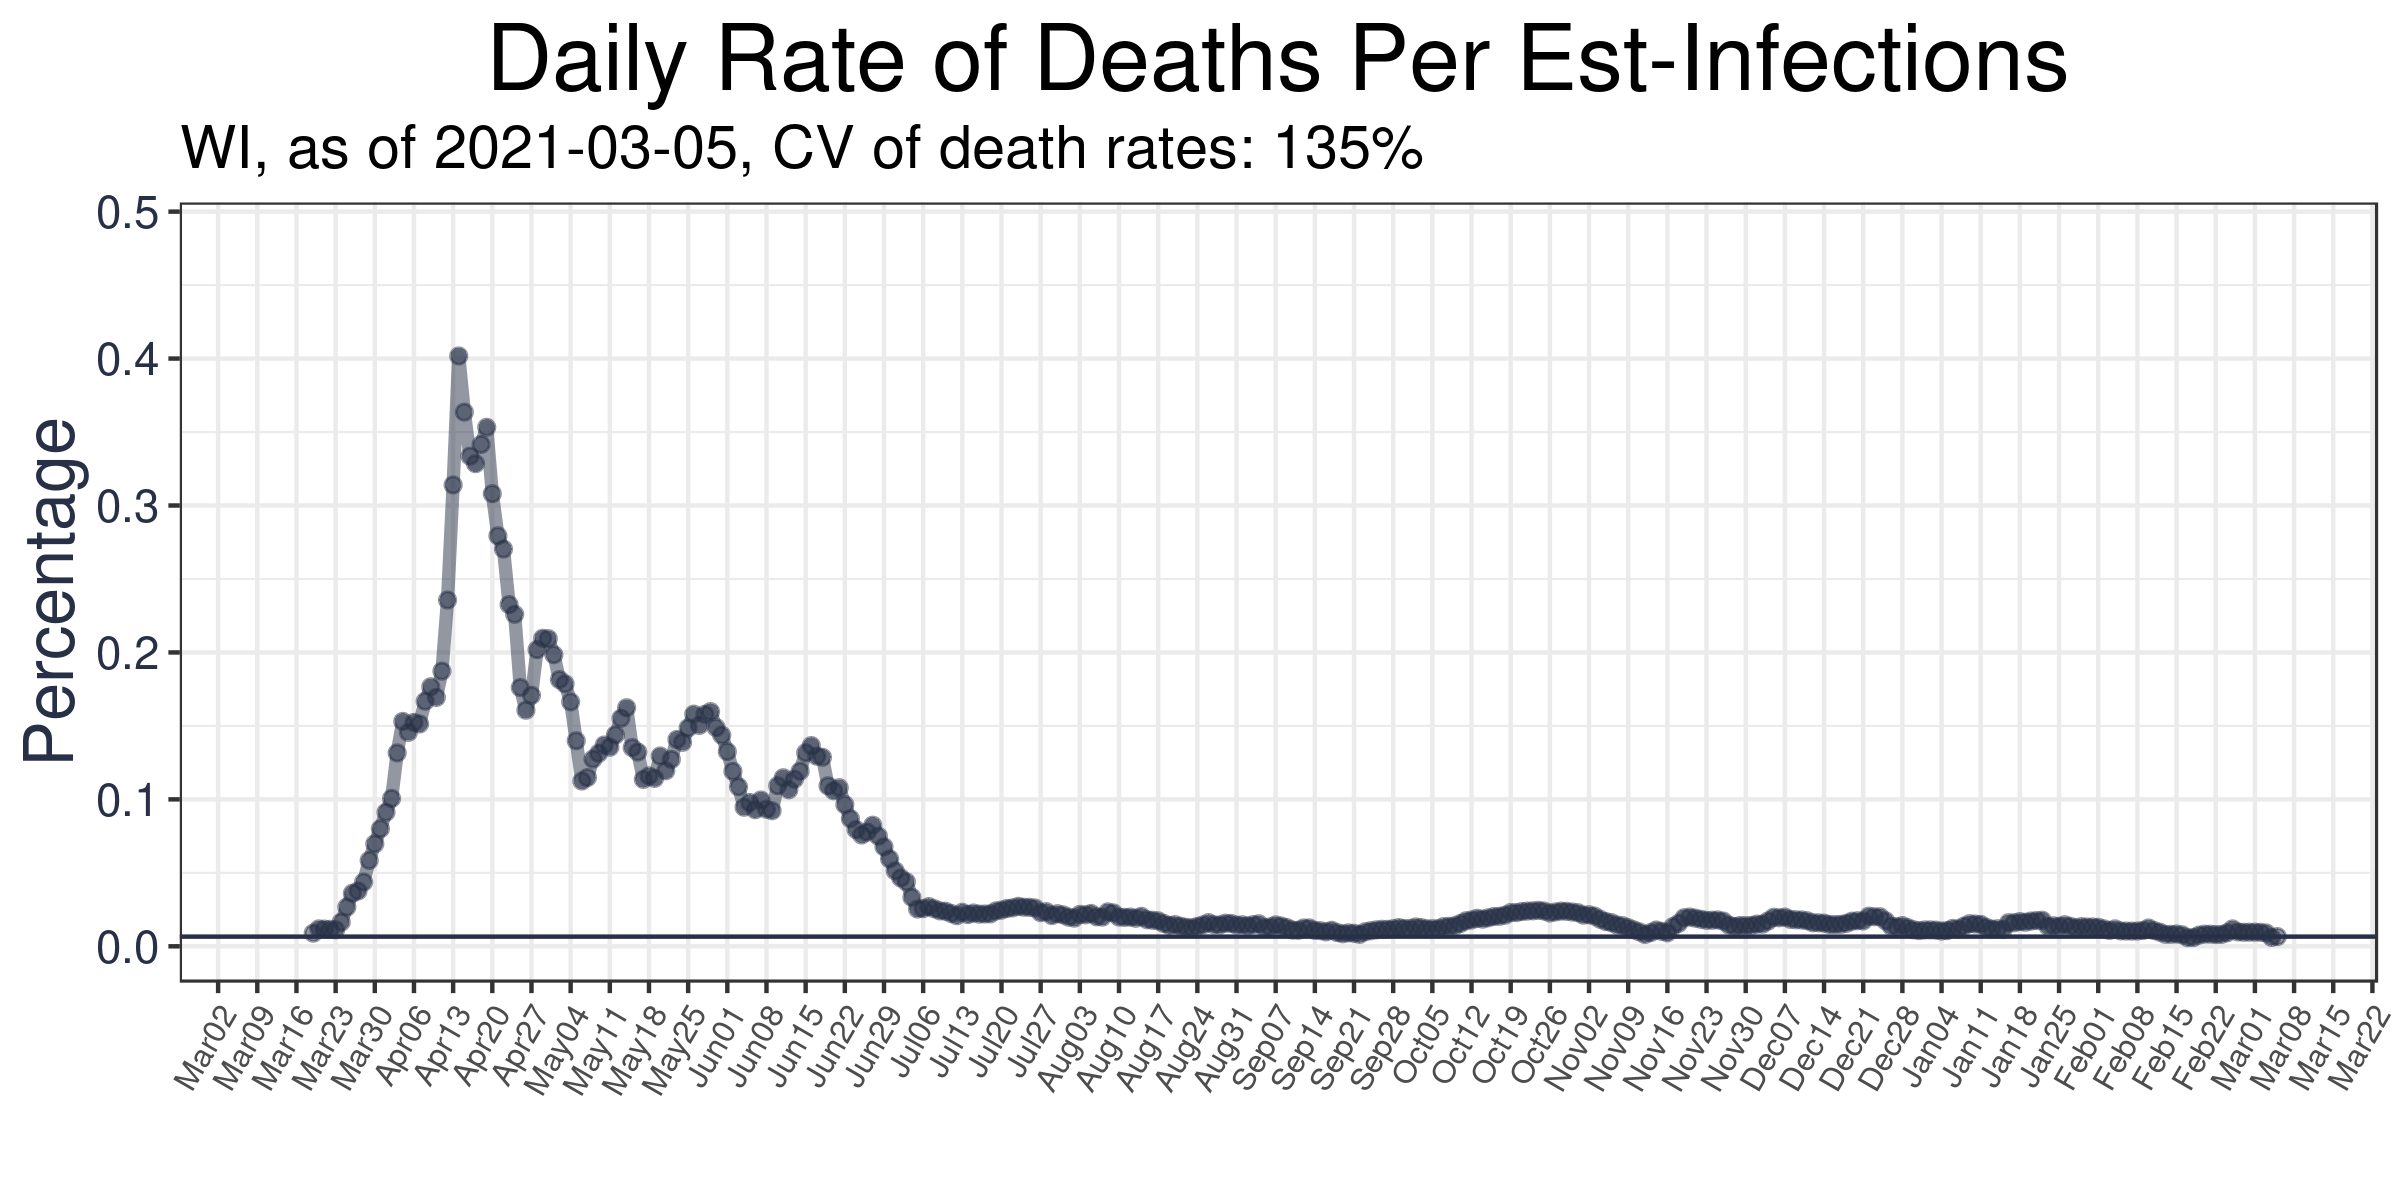 Daily Rate of Deaths Per Est-Infections
WI, as of 2021-03-05, CV of death rates: 135%
Percentage
0.5
0.4
0.3
0.2
0.1
0.0
Mar02
Mar09
Mar16
Mar23
Mar30
Apr06
Apr13
Apr20
Apr27
May04
May11
May18
May25
Jun01
Jun08
Jun15
Jun22
Jun29
Jul06
Jul13
Jul20
Jul27
Aug03
Aug10
Aug17
Aug24
Aug31
Sep07
Sep14
Sep21
Sep28
Oct05
Oct12
Oct19
Oct26
Nov02
Nov09
Nov16
Nov23
Nov30
Dec07
Dec14
Dec21
Dec28
Jan04
Jan11
Jan18
Jan25
Feb01
Feb08
Feb15
Feb22
Mar01
Mar08
Mar15
Mar22